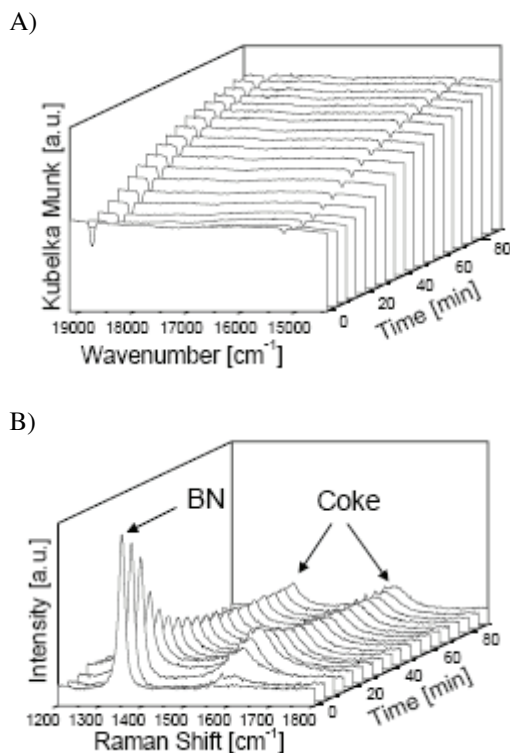 A)
Kubelka Munk [a.u.]
19000 18000 17000 16000 15000
Wavenumber [cm-1]
0 20 40 60 80
Time [min]
B)
BN
Coke
Intensity [a.u.]
1200 1300 1400 1500 1600 1700 1800
Raman Shift [cm-1]
0 20 40 60 80
Time [min]